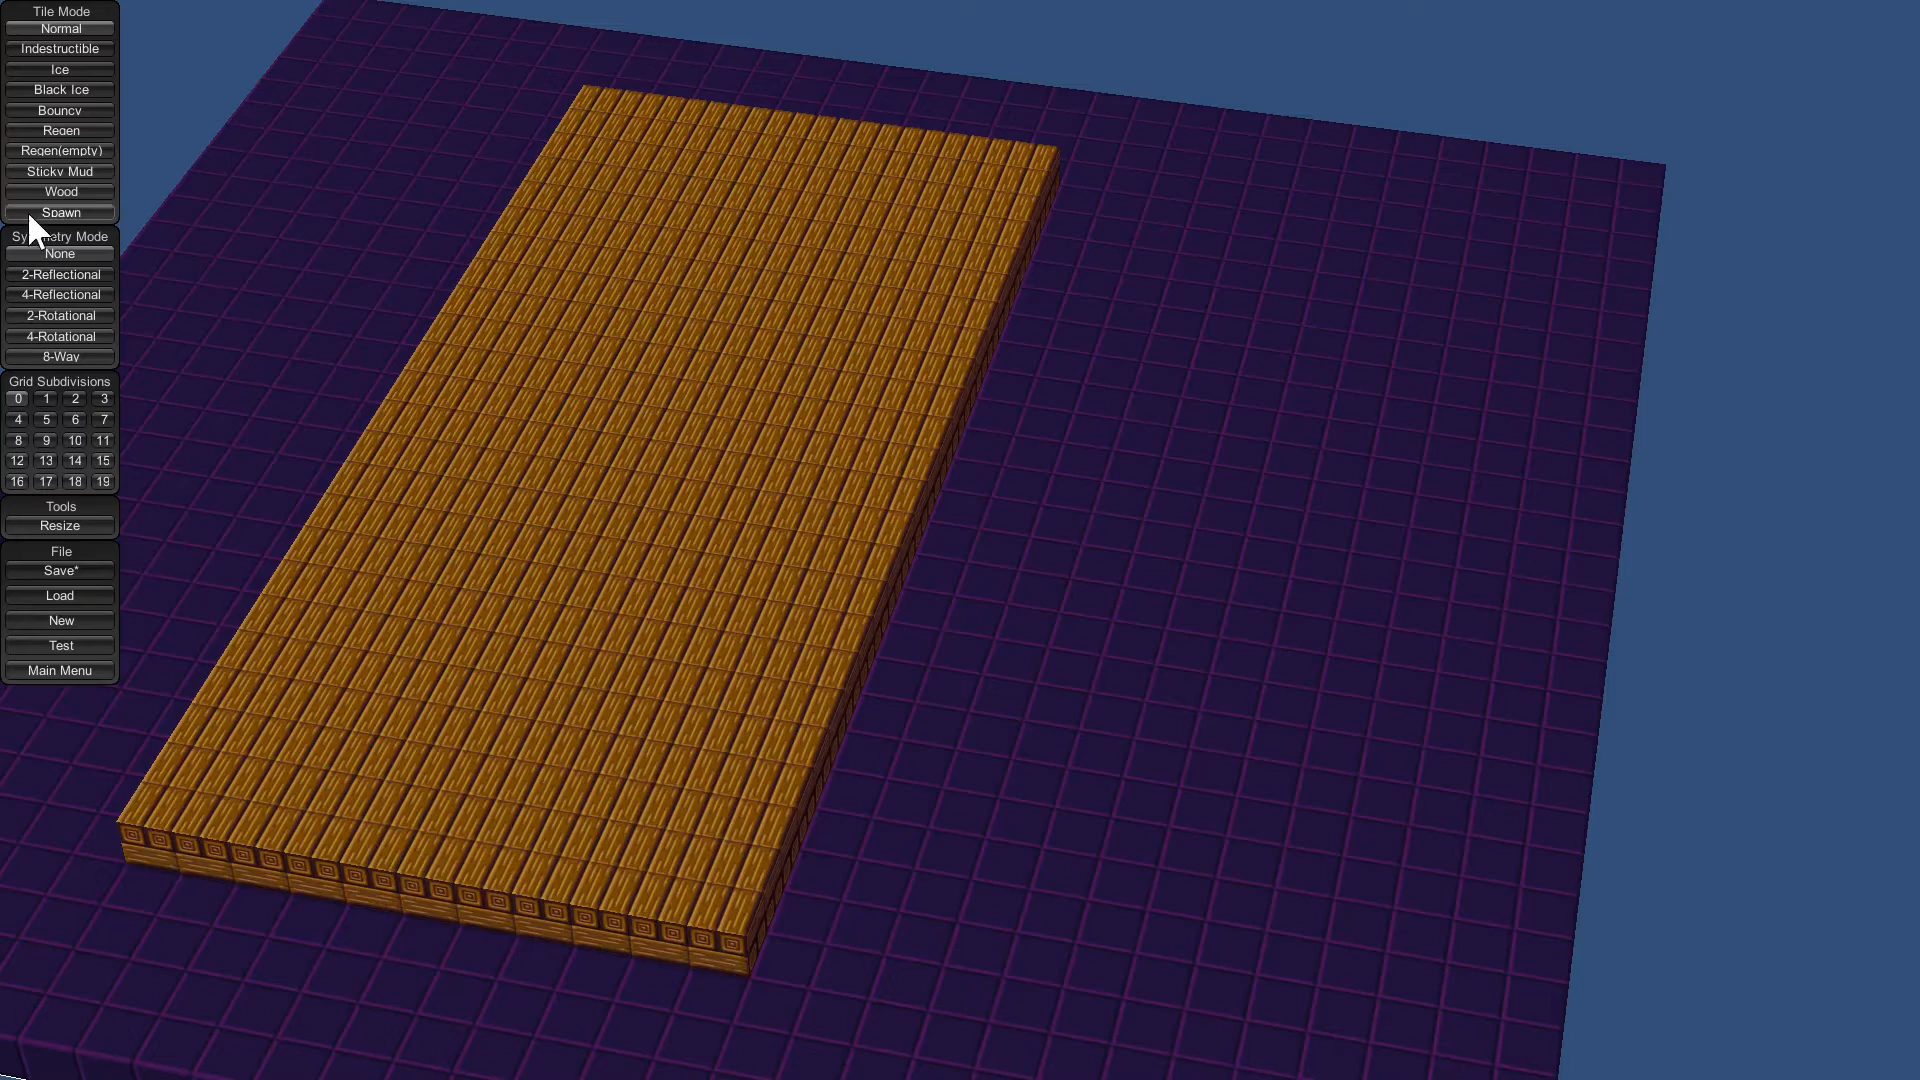 Tile Mode
Normal
Indestructible
Ice
Black Ice
Bouncy
Regen
Regen(empty)
Sticky Mud
Wood
Spawn
Symmetry Mode
None
2-Reflectional
4-Reflectional
2-Rotational
4-Rotational
8-Way
Grid Subdivisions
0 1 2 3
4 5 6 7
8 9 10 11
12 13 14 15
16 17 18 19
Tools
Resize
File
Save*
Load
New
Test
Main Menu